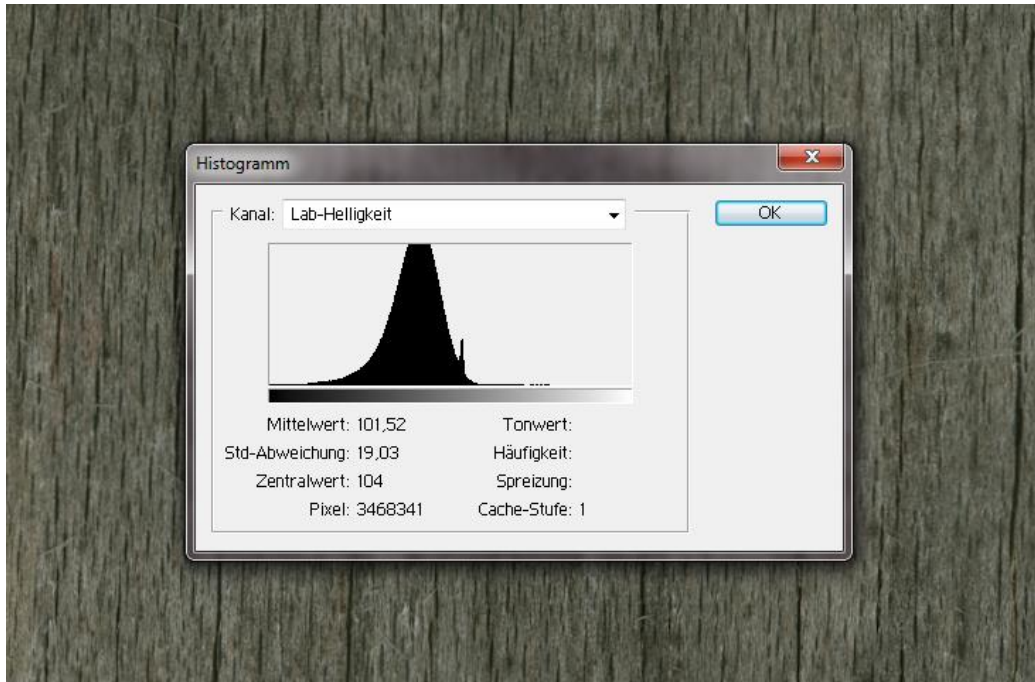 Histogramm
Kanal: Lab-Helligkeit
OK
Mittelwert: 101,52 Tonwert:
Std-Abweichung: 19,03 Häufigkeit:
Zentralwert: 104 Spreizung:
Pixel: 3468341 Cache-Stufe: 1